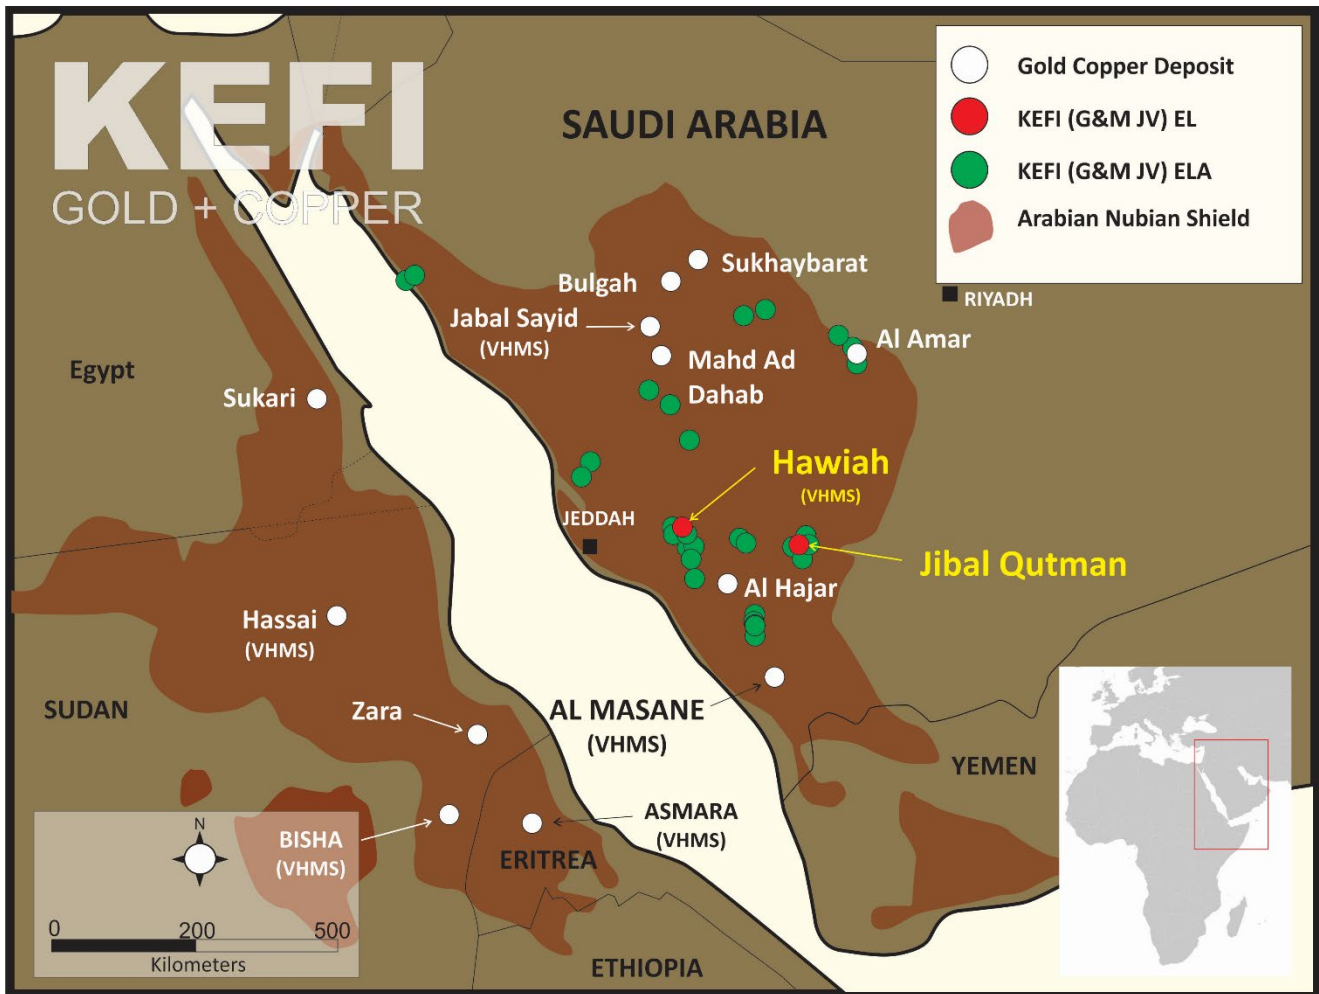 KEFI
GOLD + COPPER
SAUDI ARABIA
Gold Copper Deposit
KEFI (G&M JV) EL
KEFI (G&M JV) ELA
Arabian Nubian Shield
RIYADH
Sukhaybarat
Bulgah
Jabal Sayid
(VHMS)
Al Amar
Mahd Ad
Dahab
Egypt
Sukari
Hawiah
(VHMS)
JEDDAH
Jibal Qutman
Al Hajar
Hassai
(VHMS)
SUDAN
Zara
AL MASANE
(VHMS)
YEMEN
ASMARA
(VHMS)
BISHA
(VHMS)
ERITREA
ETHIOPIA
N
0 200 500
Kilometers